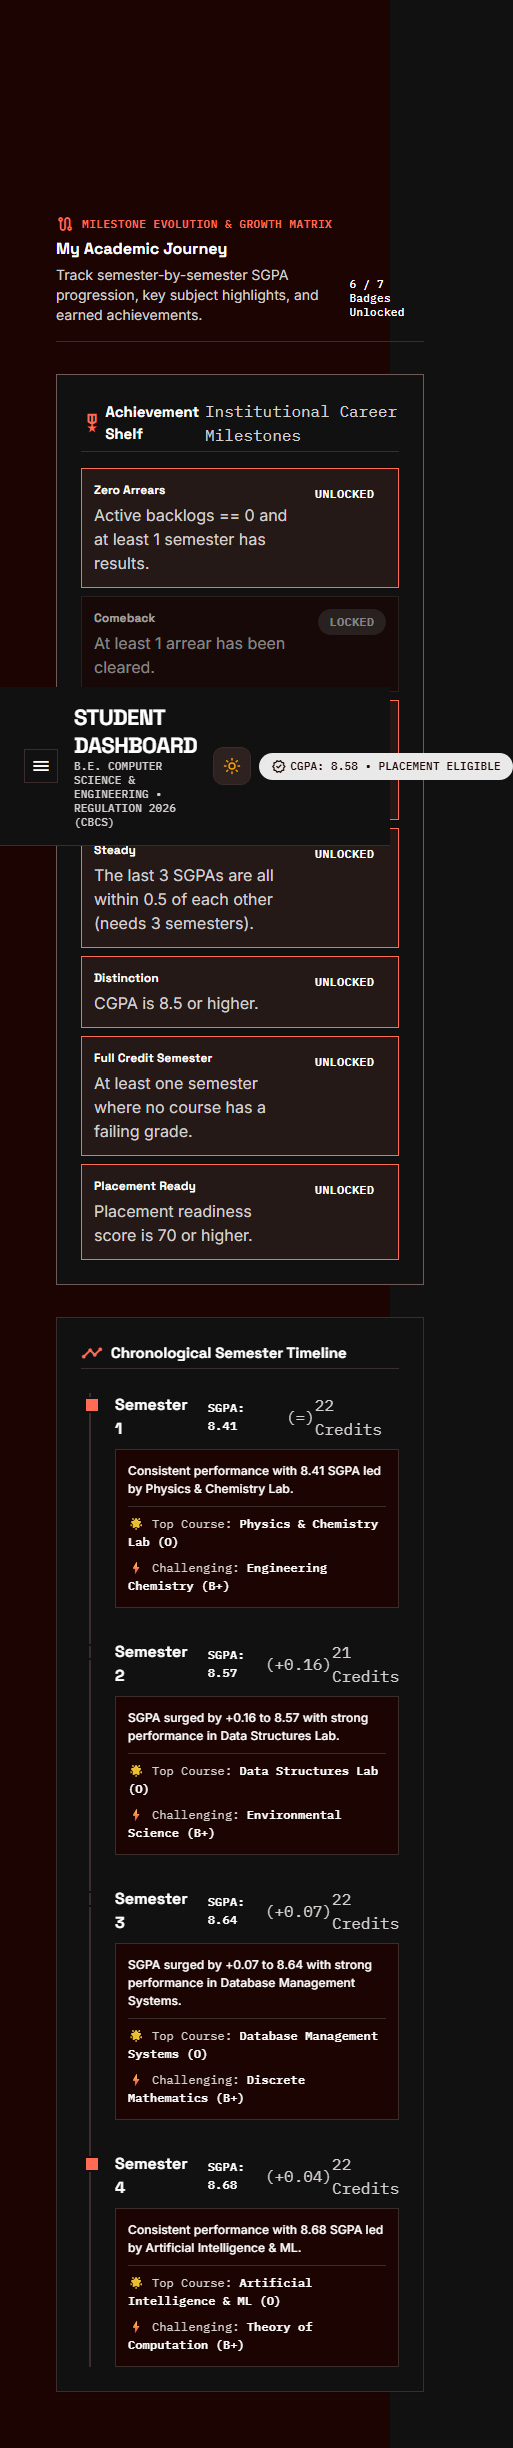 MILESTONE EVOLUTION & GROWTH MATRIX
My Academic Journey
Track semester-by-semester SGPA
progression, key subject highlights, and
earned achievements.
6 / 7
Badges
Unlocked
Achievement
Shelf
Institutional Career
Milestones
Zero Arrears
UNLOCKED
Active backlogs == 0 and
at least 1 semester has
results.
Comeback
LOCKED
At least 1 arrear has been
cleared.
STUDENT
DASHBOARD
B.E. COMPUTER
SCIENCE &
ENGINEERING •
REGULATION 2026
(CBCS)
CGPA: 8.58 • PLACEMENT ELIGIBLE
Steady
UNLOCKED
The last 3 SGPAs are all
within 0.5 of each other
(needs 3 semesters).
Distinction
UNLOCKED
CGPA is 8.5 or higher.
Full Credit Semester
UNLOCKED
At least one semester
where no course has a
failing grade.
Placement Ready
UNLOCKED
Placement readiness
score is 70 or higher.
Chronological Semester Timeline
Semester
1
SGPA:
8.41
(=)
22
Credits
Consistent performance with 8.41 SGPA led
by Physics & Chemistry Lab.
Top Course: Physics & Chemistry
Lab (O)
Challenging: Engineering
Chemistry (B+)
Semester
2
SGPA:
8.57
(+0.16)
21
Credits
SGPA surged by +0.16 to 8.57 with strong
performance in Data Structures Lab.
Top Course: Data Structures Lab
(O)
Challenging: Environmental
Science (B+)
Semester
3
SGPA:
8.64
(+0.07)
22
Credits
SGPA surged by +0.07 to 8.64 with strong
performance in Database Management
Systems.
Top Course: Database Management
Systems (O)
Challenging: Discrete
Mathematics (B+)
Semester
4
SGPA:
8.68
(+0.04)
22
Credits
Consistent performance with 8.68 SGPA led
by Artificial Intelligence & ML.
Top Course: Artificial
Intelligence & ML (O)
Challenging: Theory of
Computation (B+)